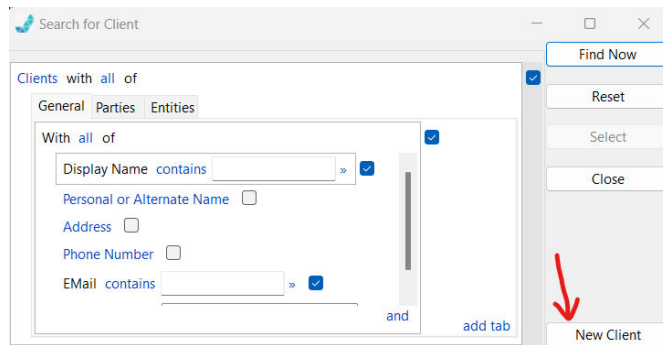 Search for Client
Find Now
Clients with all of
Reset
General Parties Entities
With all of
Select
Display Name contains »
Close
Personal or Alternate Name
Address
Phone Number
EMail contains »
and
add tab
New Client